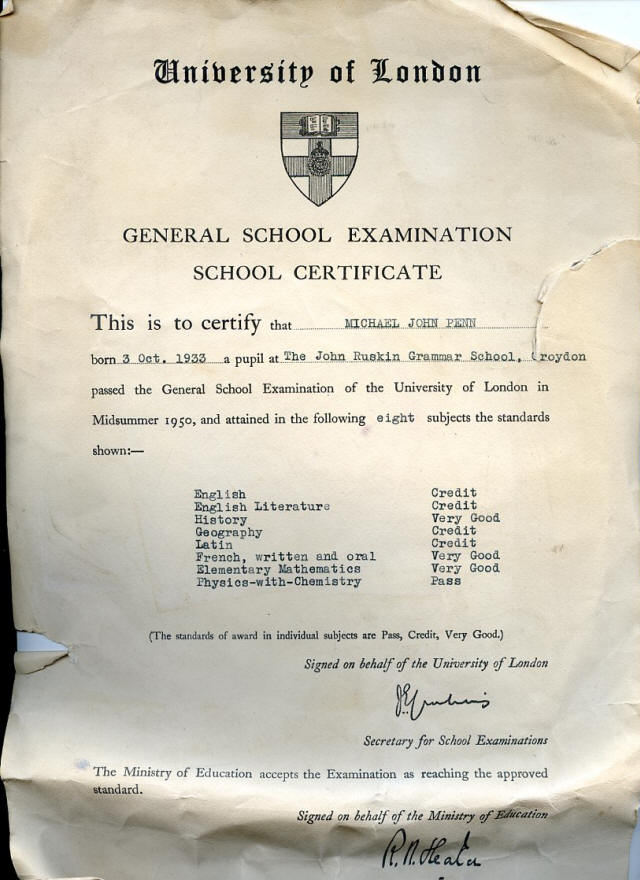 University of London
GENERAL SCHOOL EXAMINATION
SCHOOL CERTIFICATE
This is to certify that MICHAEL JOHN PENN
born 3 Oct. 1933 a pupil at The John Ruskin Grammar School, Croydon
passed the General School Examination of the University of London in
Midsummer 1950, and attained in the following eight subjects the standards
shown:—
English Credit
English Literature Credit
History Very Good
Geography Credit
Latin Credit
French, written and oral Very Good
Elementary Mathematics Very Good
Physics-with-Chemistry Pass
(The standards of award in individual subjects are Pass, Credit, Very Good.)
Signed on behalf of the University of London
Secretary for School Examinations
The Ministry of Education accepts the Examination as reaching the approved
standard.
Signed on behalf of the Ministry of Education